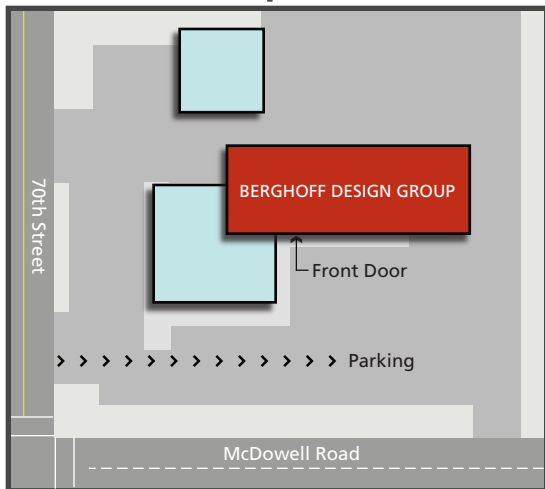 70th Street
BERGHOFF DESIGN GROUP
Front Door
Parking
McDowell Road